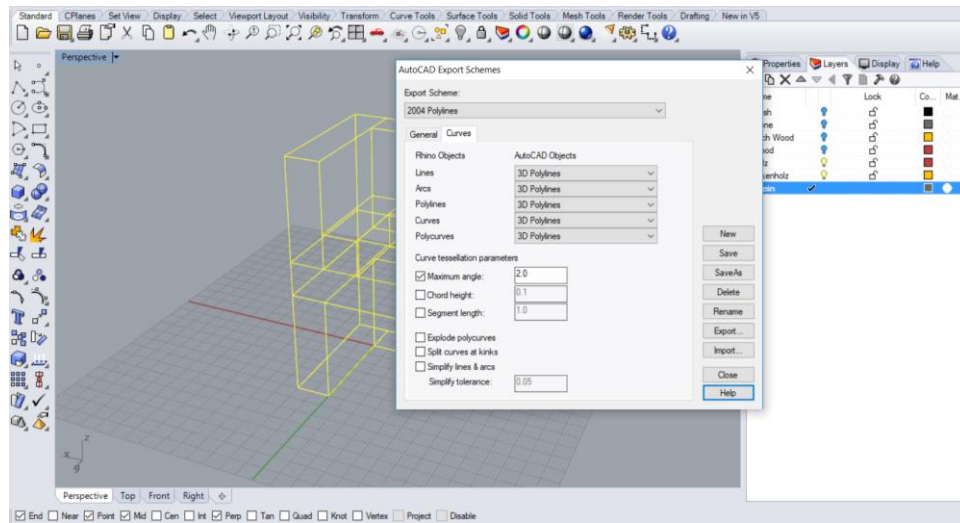 Standard CPlanes Set View Display Select Viewport Layout Visibility Transform Curve Tools Surface Tools Solid Tools Mesh Tools Render Tools Drafting New in V5
Perspective
AutoCAD Export Schemes
Export Scheme:
2004 Polylines
General Curves
Rhino Objects AutoCAD Objects
Lines 3D Polylines
Arcs 3D Polylines
Polylines 3D Polylines
Curves 3D Polylines
Polycurves 3D Polylines
Curve tessellation parameters
Maximum angle: 2.0
Chord height: 0.1
Segment length: 1.0
Explode polycurves
Split curves at kinks
Simplify lines & arcs
Simplify tolerance: 0.05
New
Save
SaveAs
Delete
Rename
Export...
Import...
Close
Help
Properties Layers Display Help
Lock Co... Mat.
Wood
z
x
y
Perspective Top Front Right
End Near Point Mid Cen Int Perp Tan Quad Knot Vertex Project Disable